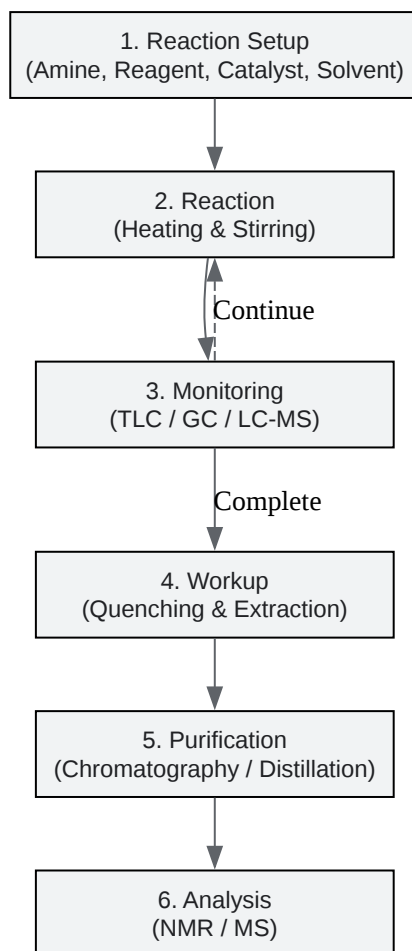 1. Reaction Setup
(Amine, Reagent, Catalyst, Solvent)
2. Reaction
(Heating & Stirring)
Continue
3. Monitoring
(TLC / GC / LC-MS)
Complete
4. Workup
(Quenching & Extraction)
5. Purification
(Chromatography / Distillation)
6. Analysis
(NMR / MS)